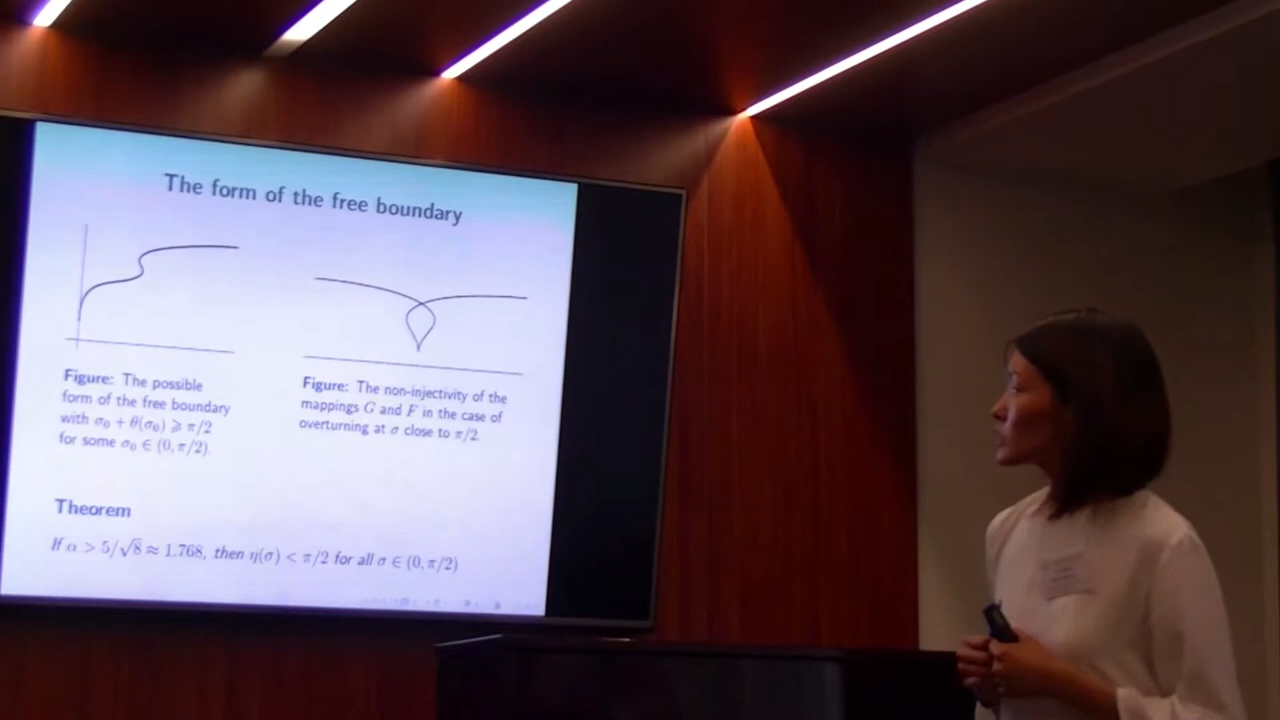 The form of the free boundary
Figure: The possible
form of the free boundary
with σ₀ + θ(σ₀) ⩾ π/2
for some σ₀ ∈ (0, π/2).
Figure: The non-injectivity of the
mappings G and F in the case of
overturning at σ close to π/2.
Theorem
If α > 5/√8 ≈ 1.768, then η(σ) < π/2 for all σ ∈ (0, π/2)